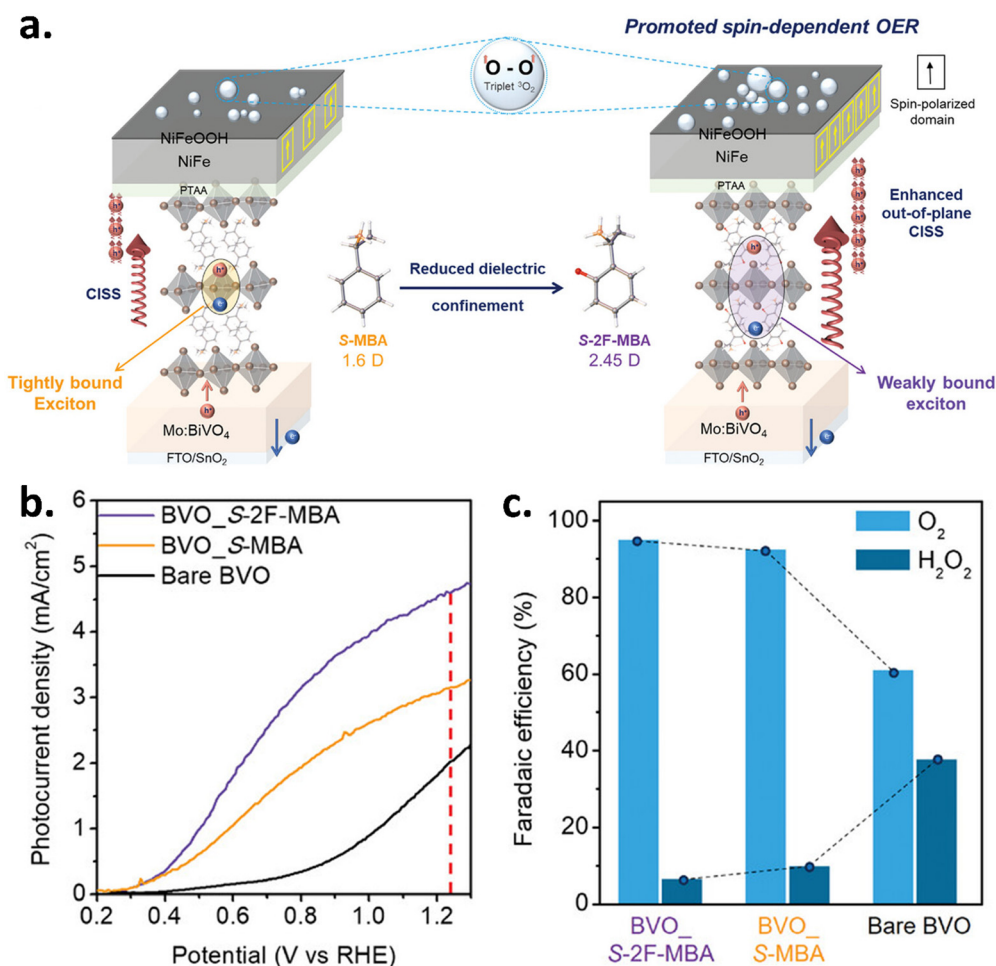 a.
Promoted spin-dependent OER
O - O
Triplet ³O₂
Spin-polarized
domain
NiFeOOH
NiFe
PTAA
h⁺
h⁺
h⁺
CISS
h⁺
e⁻
Tightly bound
Exciton
h⁺
Mo:BiVO₄
e⁻
FTO/SnO₂
Reduced dielectric
confinement
S-MBA
1.6 D
S-2F-MBA
2.45 D
NiFeOOH
NiFe
PTAA
Enhanced
out-of-plane
CISS
h⁺
h⁺
h⁺
h⁺
h⁺
h⁺
e⁻
Weakly bound
exciton
h⁺
Mo:BiVO₄
e⁻
FTO/SnO₂
b.
BVO_S-2F-MBA
BVO_S-MBA
Bare BVO
Photocurrent density (mA/cm²)
6
5
4
3
2
1
0
0.2 0.4 0.6 0.8 1.0 1.2
Potential (V vs RHE)
c.
O₂
H₂O₂
Faradaic efficiency (%)
100
80
60
40
20
0
BVO_
S-2F-MBA
BVO_
S-MBA
Bare BVO